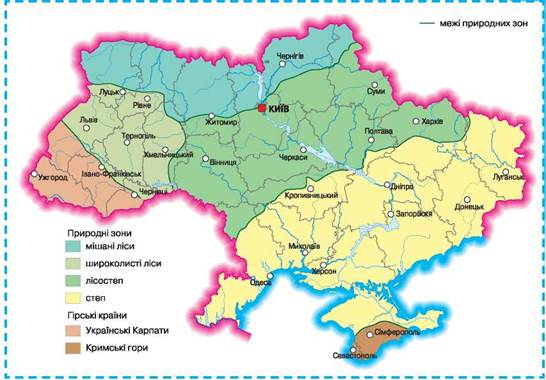 межі природних зон
Чернігів
Луцьк
Рівне
Суми
КИЇВ
Львів
Житомир
Харків
Тернопіль
Полтава
Хмельницький
Вінниця
Черкаси
Ужгород
Івано-Франківськ
Луганськ
Чернівці
Кропивницький
Дніпро
Донецьк
Запоріжжя
Природні зони
мішані ліси
Миколаїв
широколисті ліси
Херсон
Одеса
лісостеп
степ
Гірські країни
Українські Карпати
Сімферополь
Кримські гори
Севастополь